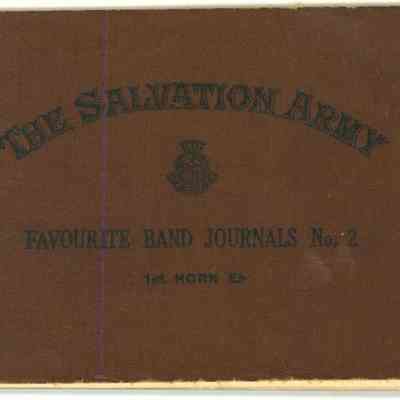 THE SALVATION ARMY
FAVOURITE BAND JOURNALS No. 2
1st. HORN E♭